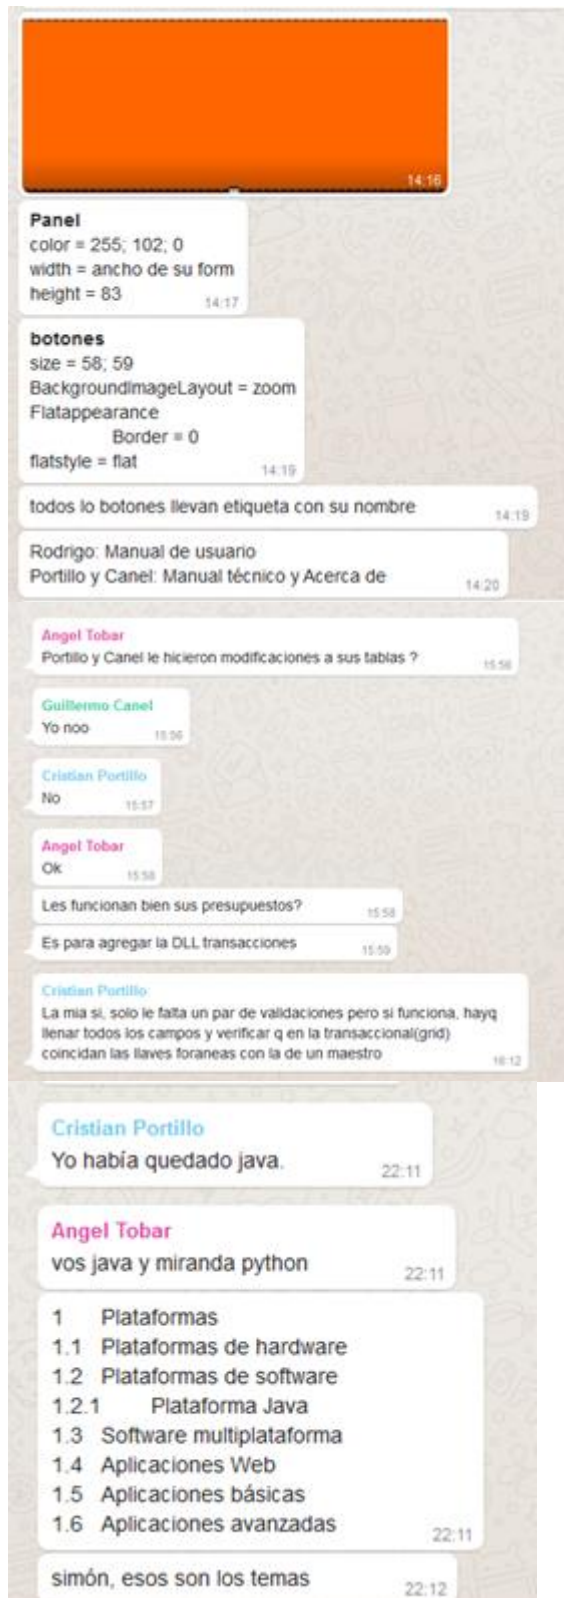 14:16
Panel
color = 255; 102; 0
width = ancho de su form
height = 83
14:17
botones
size = 58; 59
BackgroundImageLayout = zoom
Flatappearance
Border = 0
flatstyle = flat
14:19
todos lo botones llevan etiqueta con su nombre
14:19
Rodrigo: Manual de usuario
Portillo y Canel: Manual técnico y Acerca de
14:20
Angel Tobar
Portillo y Canel le hicieron modificaciones a sus tablas ?
15:56
Guillermo Canel
Yo noo
15:56
Cristian Portillo
No
15:57
Angel Tobar
Ok
15:58
Les funcionan bien sus presupuestos?
15:58
Es para agregar la DLL transacciones
15:59
Cristian Portillo
La mia si, solo le falta un par de validaciones pero si funciona, hayq
llenar todos los campos y verificar q en la transaccional(grid)
coincidan las llaves foraneas con la de un maestro
16:12
Cristian Portillo
Yo había quedado java.
22:11
Angel Tobar
vos java y miranda python
22:11
1 Plataformas
1.1 Plataformas de hardware
1.2 Plataformas de software
1.2.1 Plataforma Java
1.3 Software multiplataforma
1.4 Aplicaciones Web
1.5 Aplicaciones básicas
1.6 Aplicaciones avanzadas
22:11
simón, esos son los temas
22:12